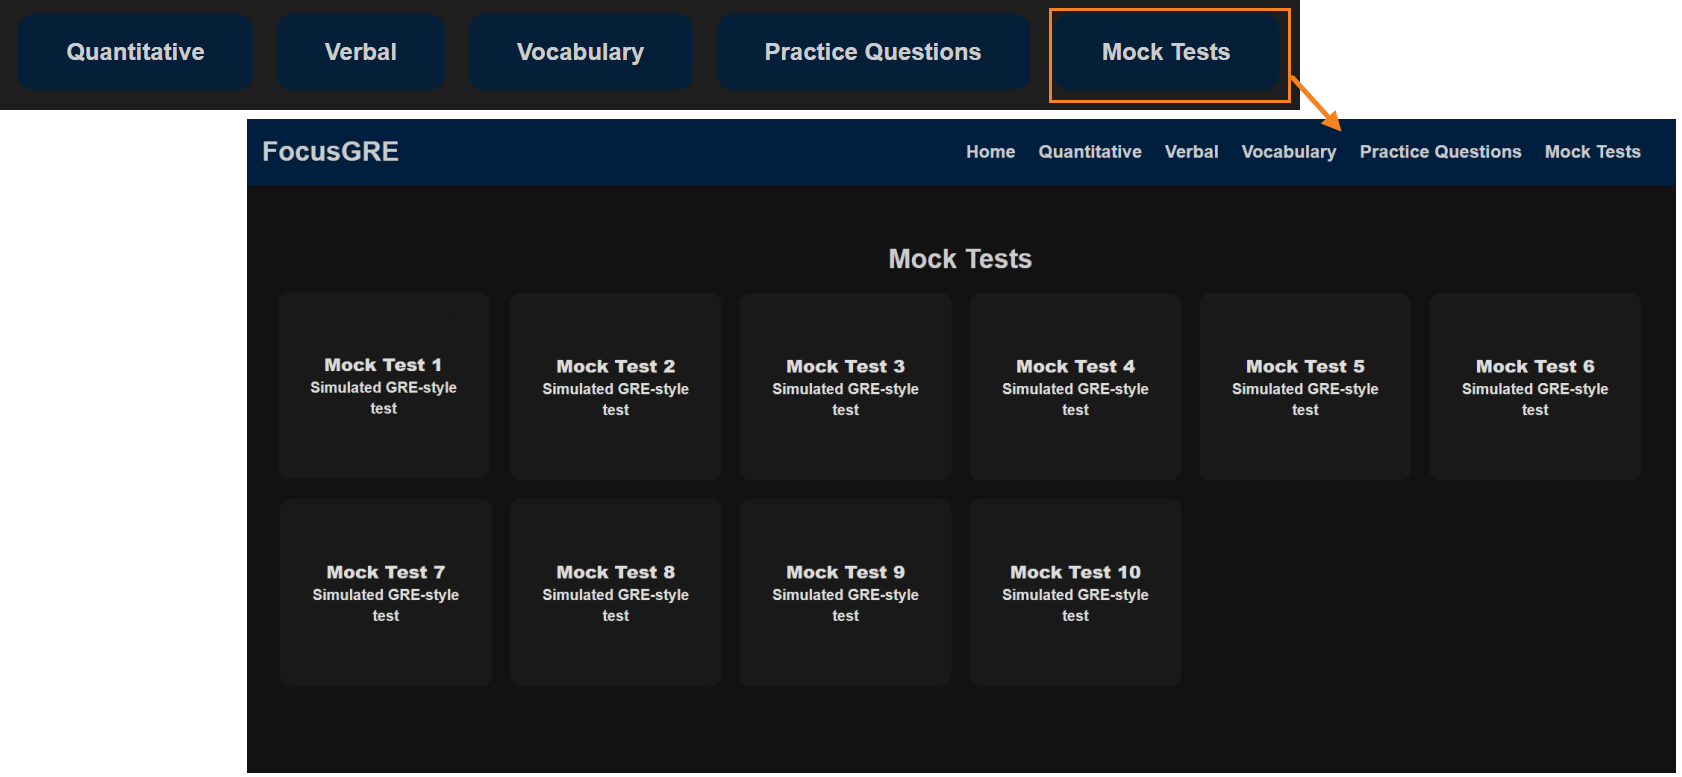 Quantitative Verbal Vocabulary Practice Questions Mock Tests
FocusGRE Home Quantitative Verbal Vocabulary Practice Questions Mock Tests
Mock Tests
Mock Test 1
Simulated GRE-style
test
Mock Test 2
Simulated GRE-style
test
Mock Test 3
Simulated GRE-style
test
Mock Test 4
Simulated GRE-style
test
Mock Test 5
Simulated GRE-style
test
Mock Test 6
Simulated GRE-style
test
Mock Test 7
Simulated GRE-style
test
Mock Test 8
Simulated GRE-style
test
Mock Test 9
Simulated GRE-style
test
Mock Test 10
Simulated GRE-style
test